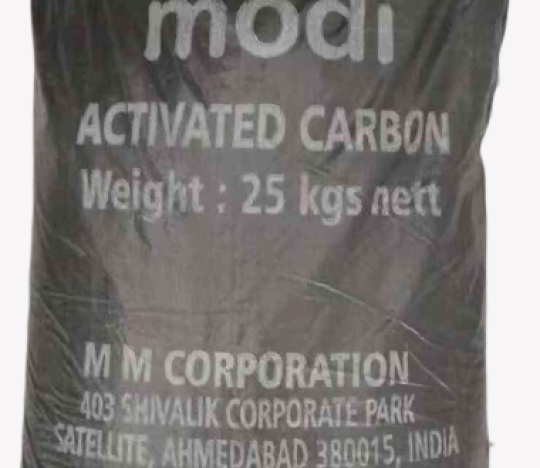 modi
ACTIVATED CARBON
Weight : 25 kgs nett
M M CORPORATION
403 SHIVALIK CORPORATE PARK
SATELLITE, AHMEDABAD 380015, INDIA